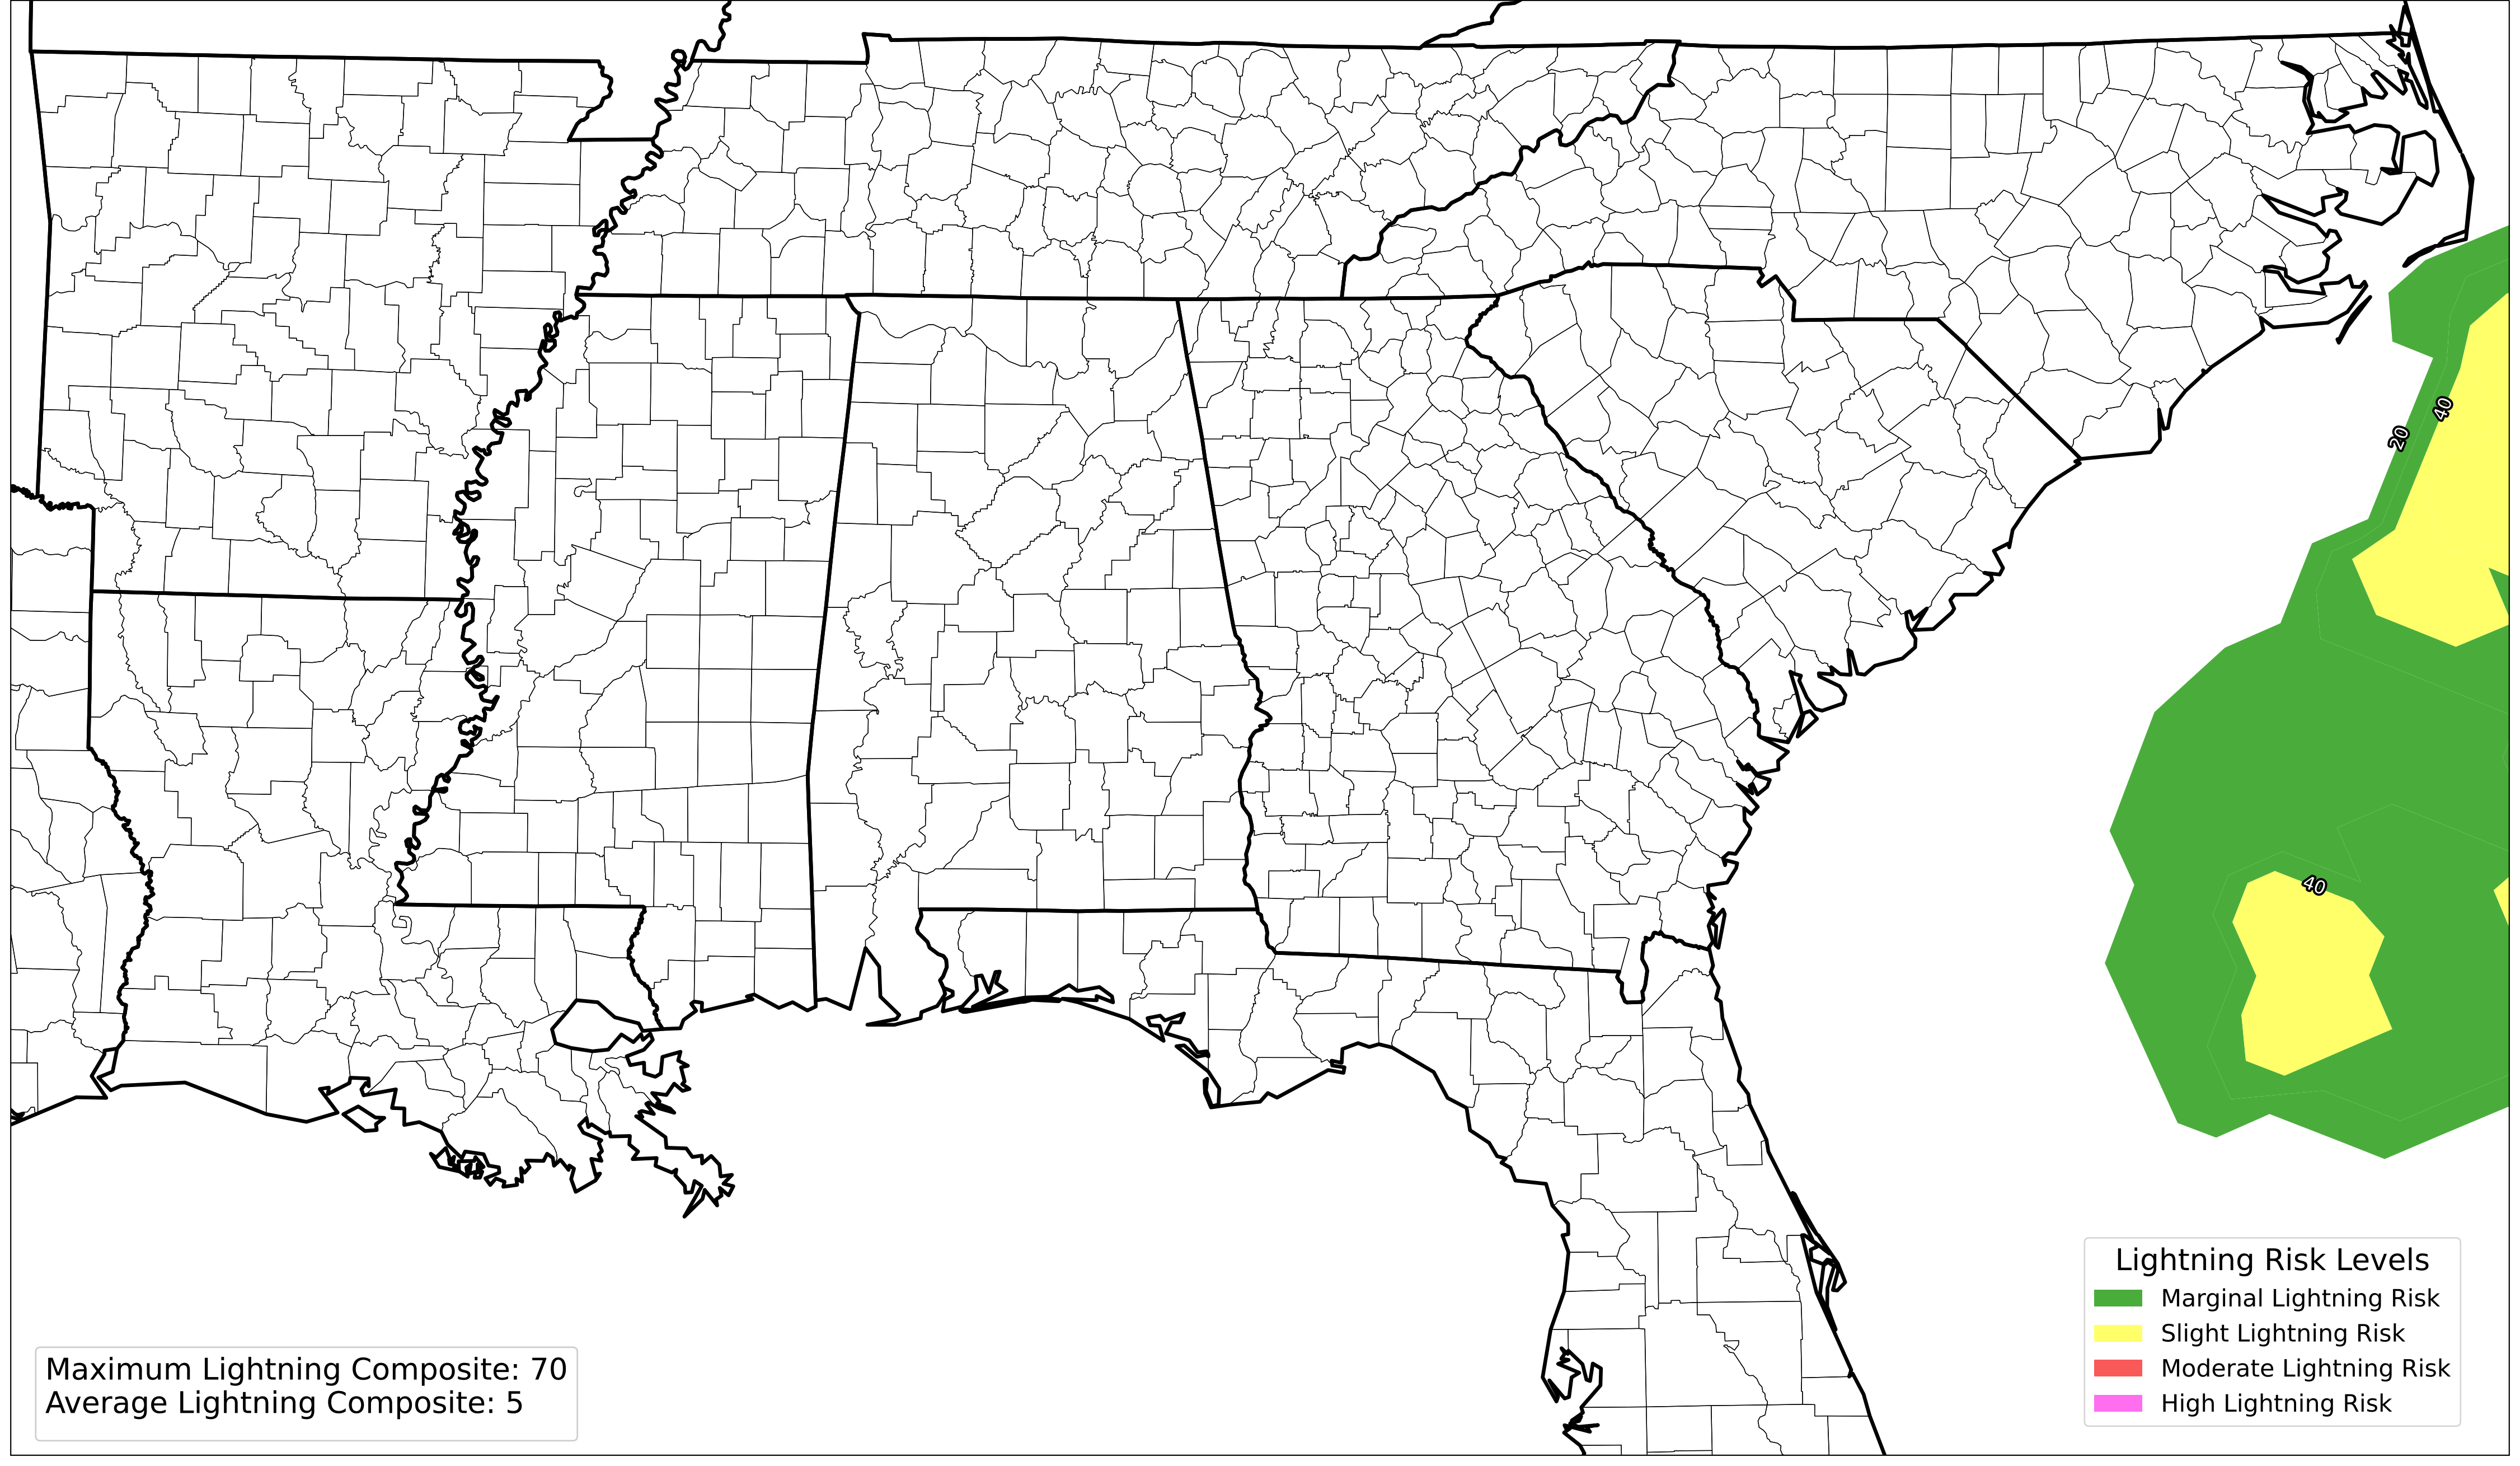 40
20
40
Lightning Risk Levels
Marginal Lightning Risk
Slight Lightning Risk
Moderate Lightning Risk
High Lightning Risk
Maximum Lightning Composite: 70
Average Lightning Composite: 5